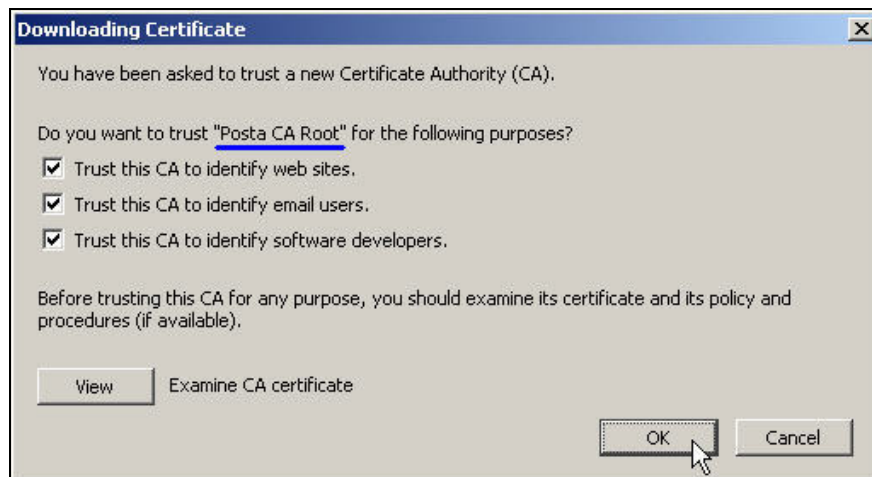 Downloading Certificate
You have been asked to trust a new Certificate Authority (CA).
Do you want to trust "Posta CA Root" for the following purposes?
Trust this CA to identify web sites.
Trust this CA to identify email users.
Trust this CA to identify software developers.
Before trusting this CA for any purpose, you should examine its certificate and its policy and
procedures (if available).
View Examine CA certificate
OK Cancel